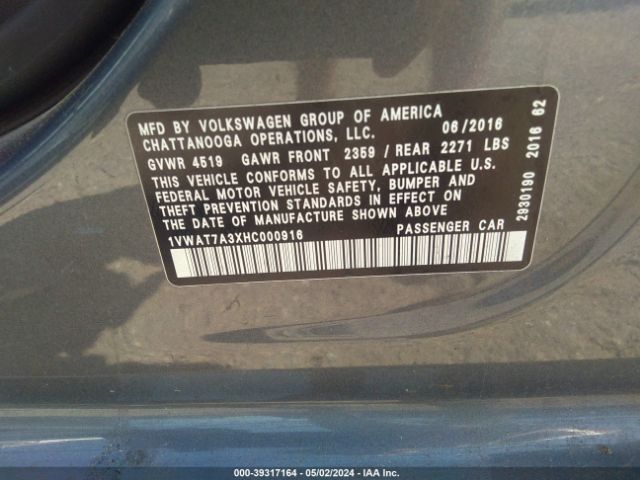 MFD BY VOLKSWAGEN GROUP OF AMERICA
CHATTANOOGA OPERATIONS, LLC. 06/2016
GVWR 4519 GAWR FRONT 2359 / REAR 2271 LBS
THIS VEHICLE CONFORMS TO ALL APPLICABLE U.S.
FEDERAL MOTOR VEHICLE SAFETY, BUMPER AND
THEFT PREVENTION STANDARDS IN EFFECT ON
THE DATE OF MANUFACTURE SHOWN ABOVE
1VWAT7A3XHC000916 PASSENGER CAR
2930190 2016 62
000-39317164 - 05/02/2024 - IAA Inc.